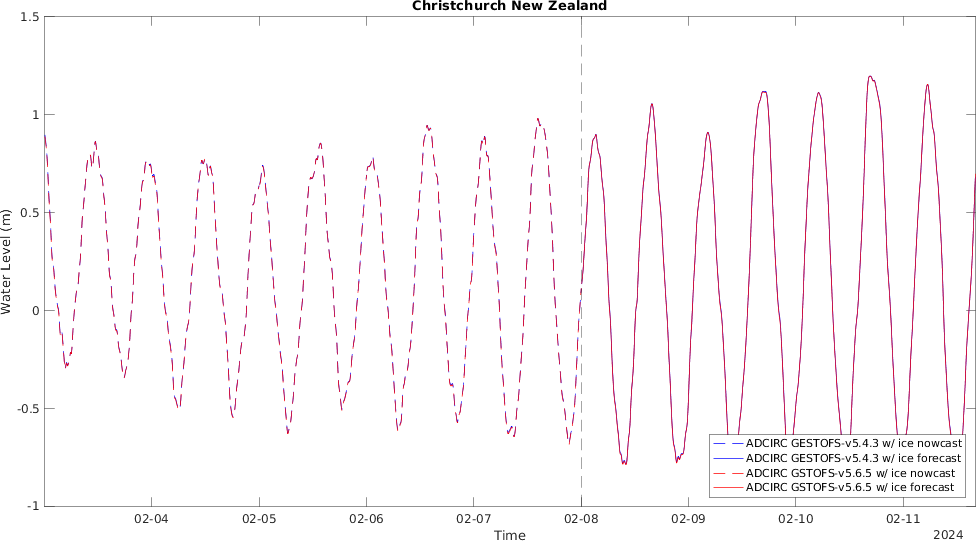 Christchurch New Zealand
1.5
1
0.5
0
-0.5
-1
Water Level (m)
ADCIRC GESTOFS-v5.4.3 w/ ice nowcast
ADCIRC GESTOFS-v5.4.3 w/ ice forecast
ADCIRC GSTOFS-v5.6.5 w/ ice nowcast
ADCIRC GSTOFS-v5.6.5 w/ ice forecast
02-04 02-05 02-06 02-07 02-08 02-09 02-10 02-11
Time
2024